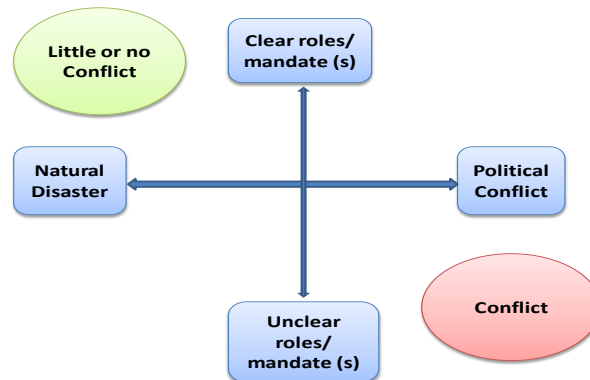 Little or no
Conflict
Clear roles/
mandate (s)
Natural
Disaster
Political
Conflict
Unclear
roles/
mandate (s)
Conflict